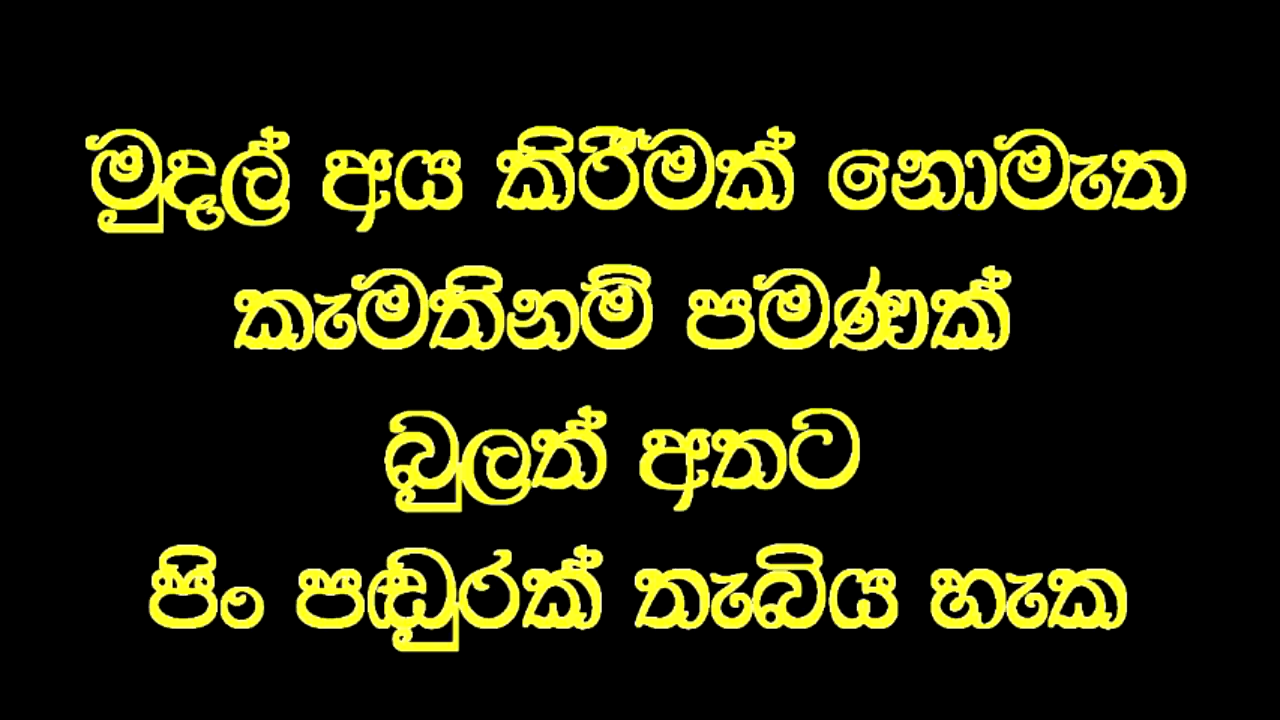 මුදල් අය කිරීමක් නොමැත
කැමතිනම් පමණක්
බුලත් අතට
පිං පඬුරක් තැබිය හැක